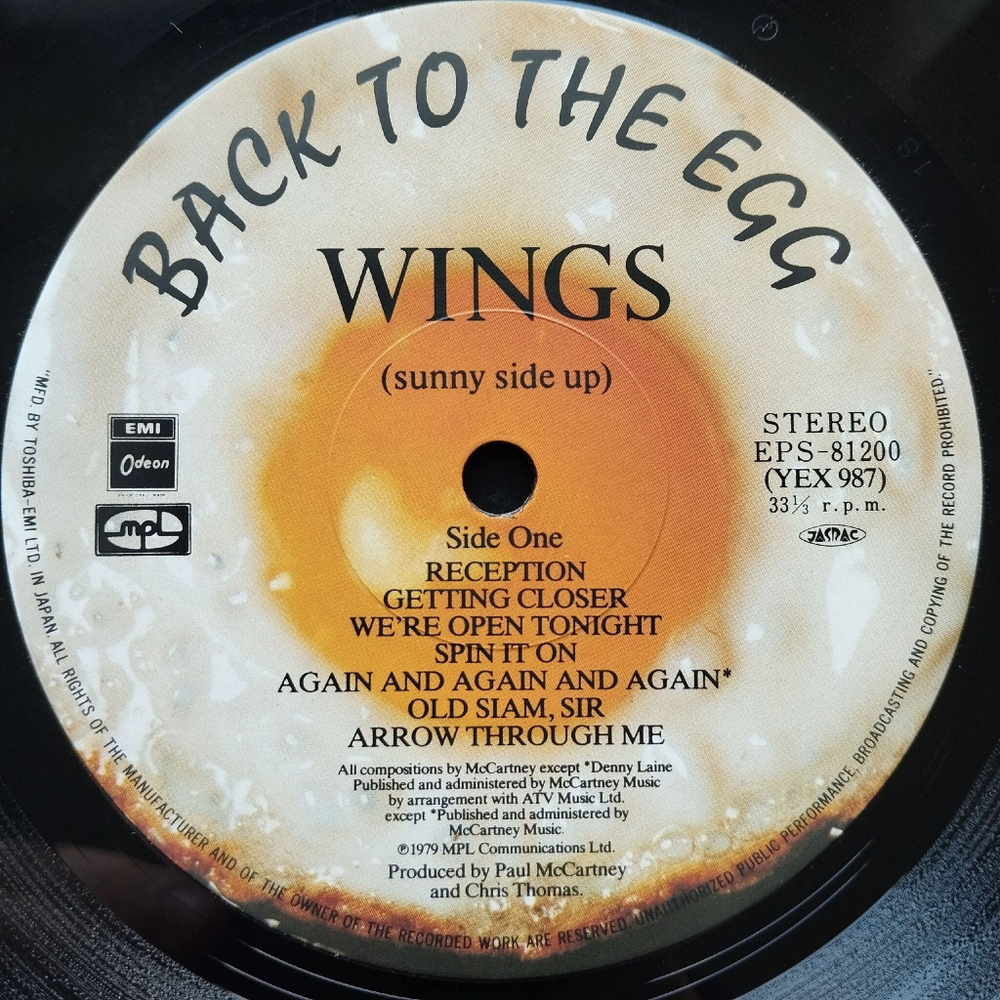 BACK TO THE EGG
WINGS
(sunny side up)
EMI
Odeon
mpl
STEREO
EPS-81200
(YEX 987)
33⅓ r.p.m.
JASRAC
Side One
RECEPTION
GETTING CLOSER
WE'RE OPEN TONIGHT
SPIN IT ON
AGAIN AND AGAIN AND AGAIN*
OLD SIAM, SIR
ARROW THROUGH ME
All compositions by McCartney except *Denny Laine
Published and administered by McCartney Music
by arrangement with ATV Music Ltd.
except *Published and administered by
McCartney Music.
℗1979 MPL Communications Ltd.
Produced by Paul McCartney
and Chris Thomas.
"MFD. BY TOSHIBA-EMI LTD. IN JAPAN. ALL RIGHTS OF THE MANUFACTURER AND OF THE OWNER OF THE RECORDED WORK ARE RESERVED. UNAUTHORIZED PUBLIC PERFORMANCE, BROADCASTING AND COPYING OF THE RECORD PROHIBITED."